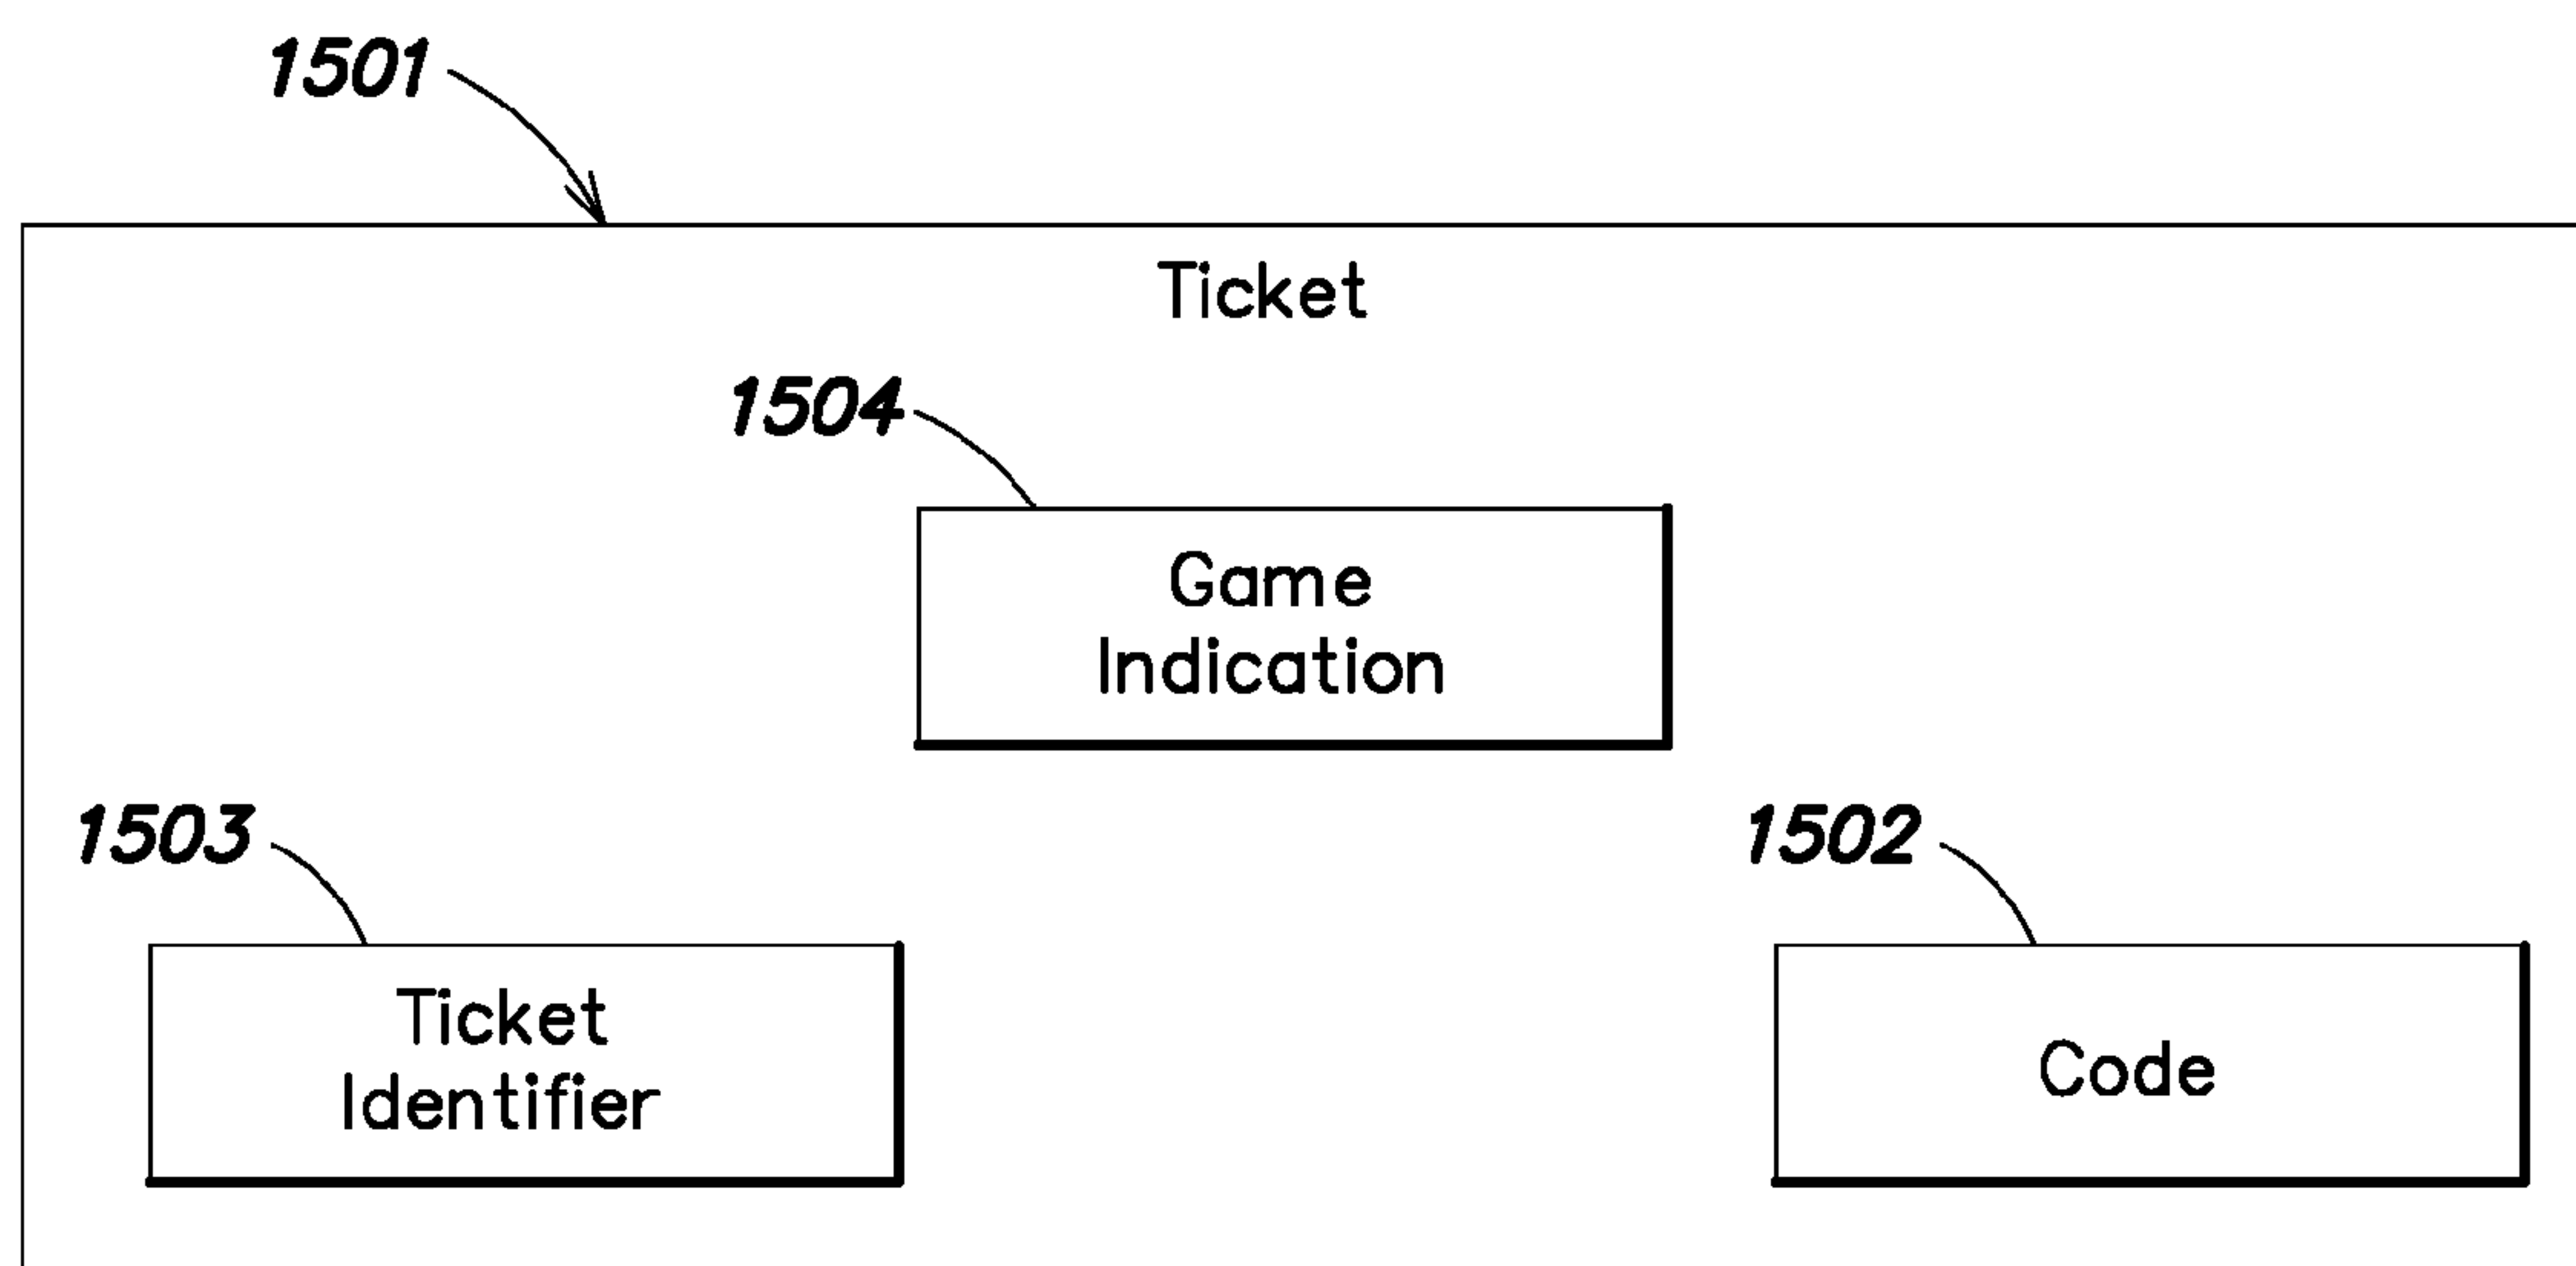 1501
Ticket
1504
Game
Indication
1503
1502
Ticket
Identifier
Code